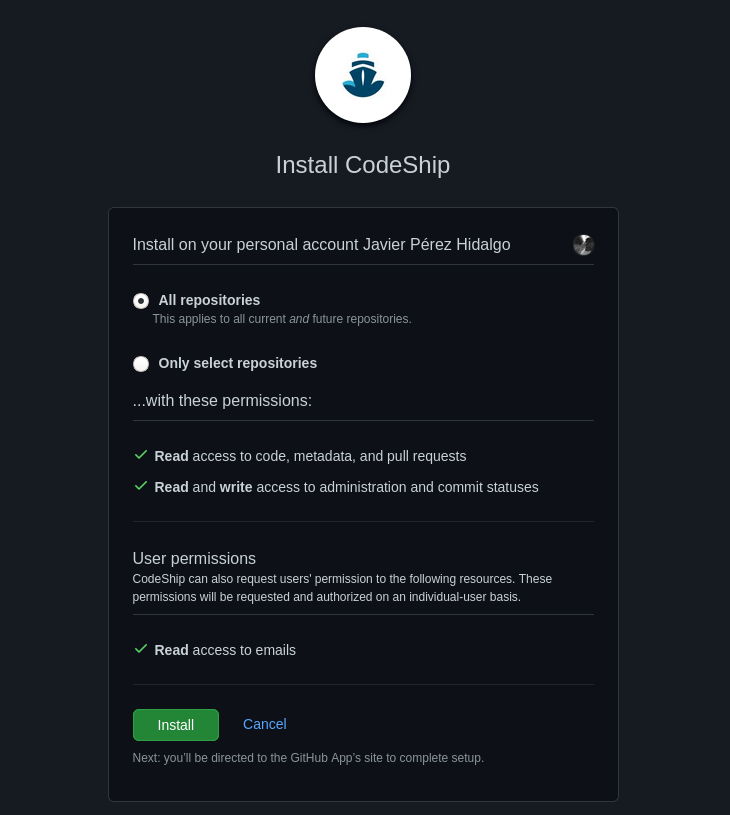 Install CodeShip
Install on your personal account Javier Pérez Hidalgo
All repositories
This applies to all current and future repositories.
Only select repositories
...with these permissions:
Read access to code, metadata, and pull requests
Read and write access to administration and commit statuses
User permissions
CodeShip can also request users' permission to the following resources. These
permissions will be requested and authorized on an individual-user basis.
Read access to emails
Install Cancel
Next: you'll be directed to the GitHub App's site to complete setup.